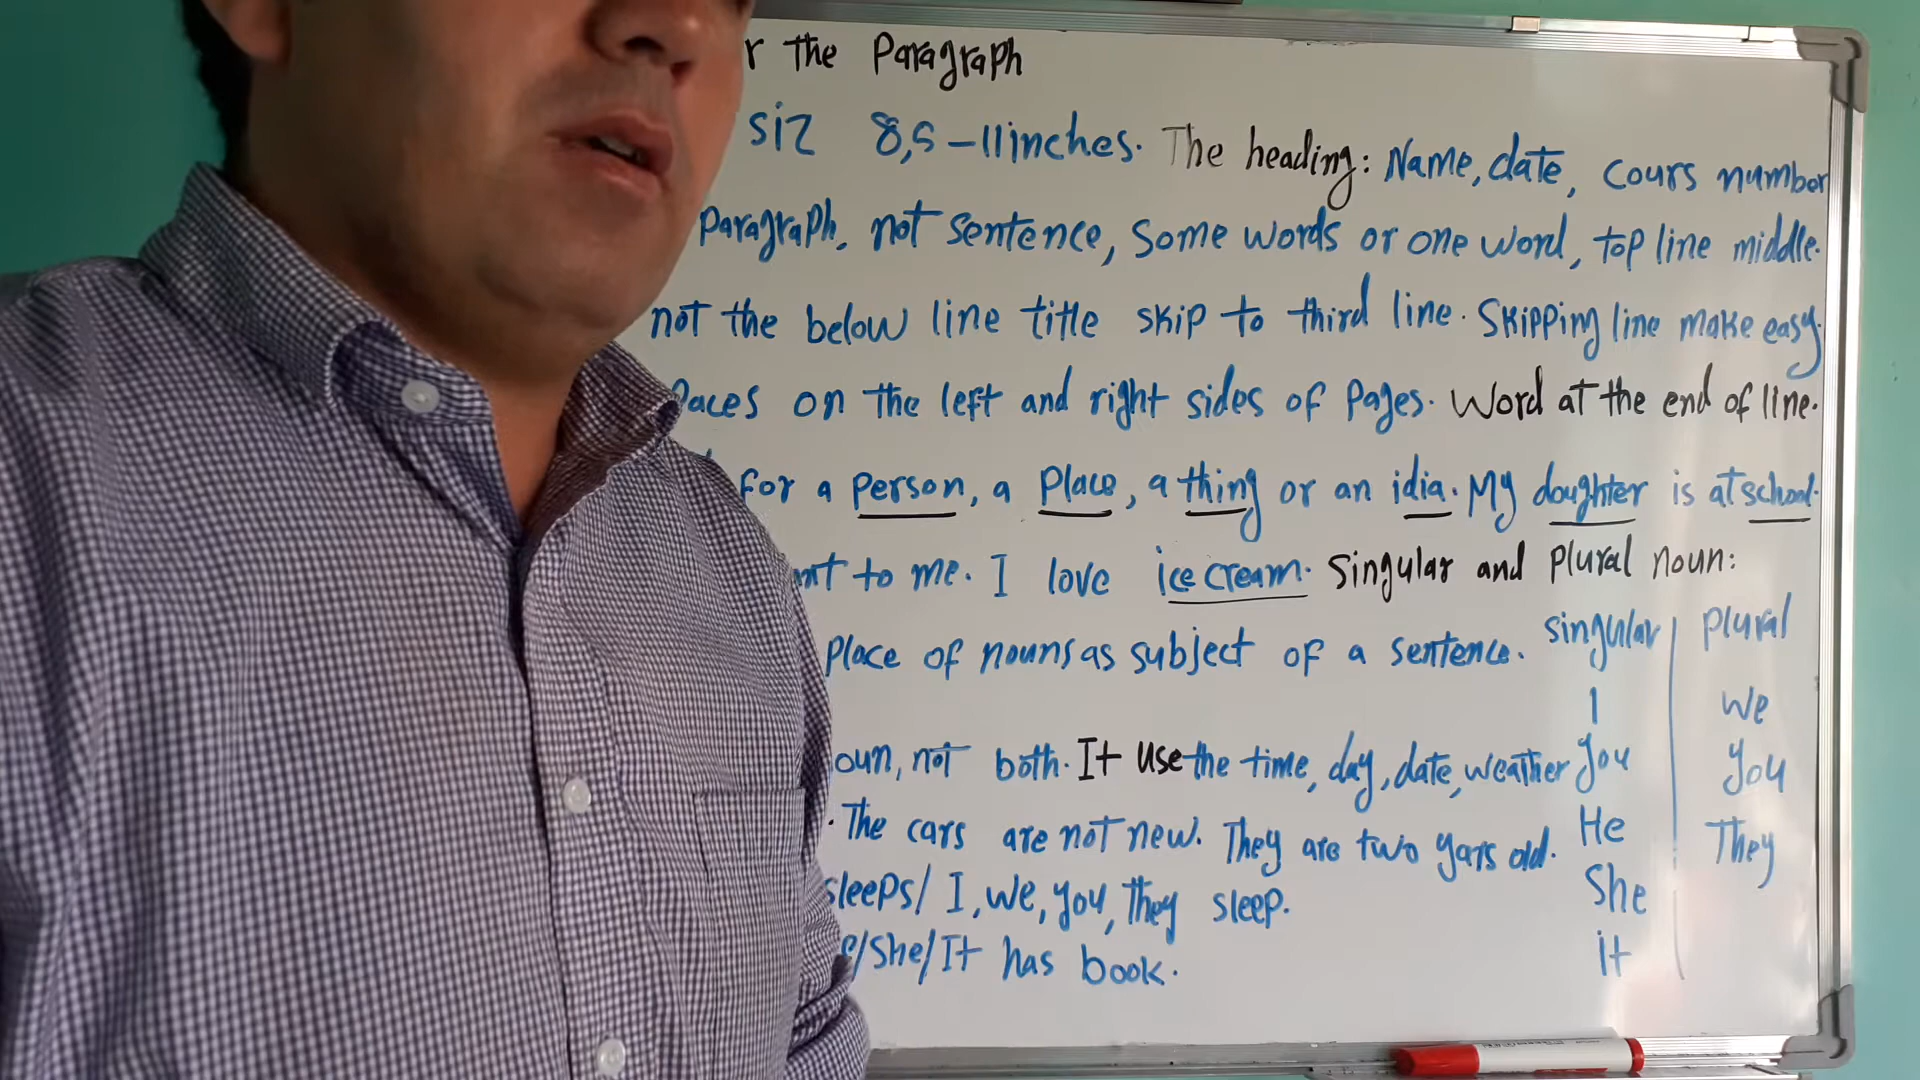 r The Paragraph
siz 8,5-11inches. The heading: Name, date, cours number
paragraph, not sentence, some words or one word, top line middle.
not the below line title skip to third line. Skipping line make easy.
paces on the left and right sides of pages. Word at the end of line.
for a person, a place, a thing or an idia. My doughter is at school.
ant to me. I love ice cream. Singular and plural noun:
place of nouns as subject of a sentence.
singular plural
I we
oun, not both. It use the time, day, date, weather
you you
. The cars are not new. They are two yars old.
He They
sleeps/ I, we, you, they sleep.
She
e/She/It has book.
it